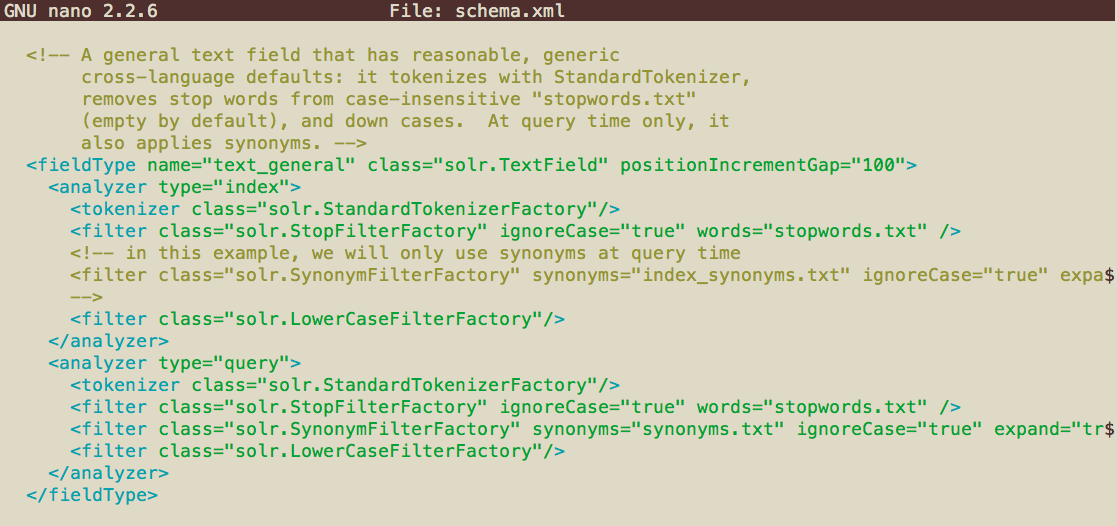 GNU nano 2.2.6 File: schema.xml
<!-- A general text field that has reasonable, generic
cross-language defaults: it tokenizes with StandardTokenizer,
removes stop words from case-insensitive "stopwords.txt"
(empty by default), and down cases.  At query time only, it
also applies synonyms. -->
<fieldType name="text_general" class="solr.TextField" positionIncrementGap="100">
<analyzer type="index">
<tokenizer class="solr.StandardTokenizerFactory"/>
<filter class="solr.StopFilterFactory" ignoreCase="true" words="stopwords.txt" />
<!-- in this example, we will only use synonyms at query time
<filter class="solr.SynonymFilterFactory" synonyms="index_synonyms.txt" ignoreCase="true" expa$
-->
<filter class="solr.LowerCaseFilterFactory"/>
</analyzer>
<analyzer type="query">
<tokenizer class="solr.StandardTokenizerFactory"/>
<filter class="solr.StopFilterFactory" ignoreCase="true" words="stopwords.txt" />
<filter class="solr.SynonymFilterFactory" synonyms="synonyms.txt" ignoreCase="true" expand="tr$
<filter class="solr.LowerCaseFilterFactory"/>
</analyzer>
</fieldType>